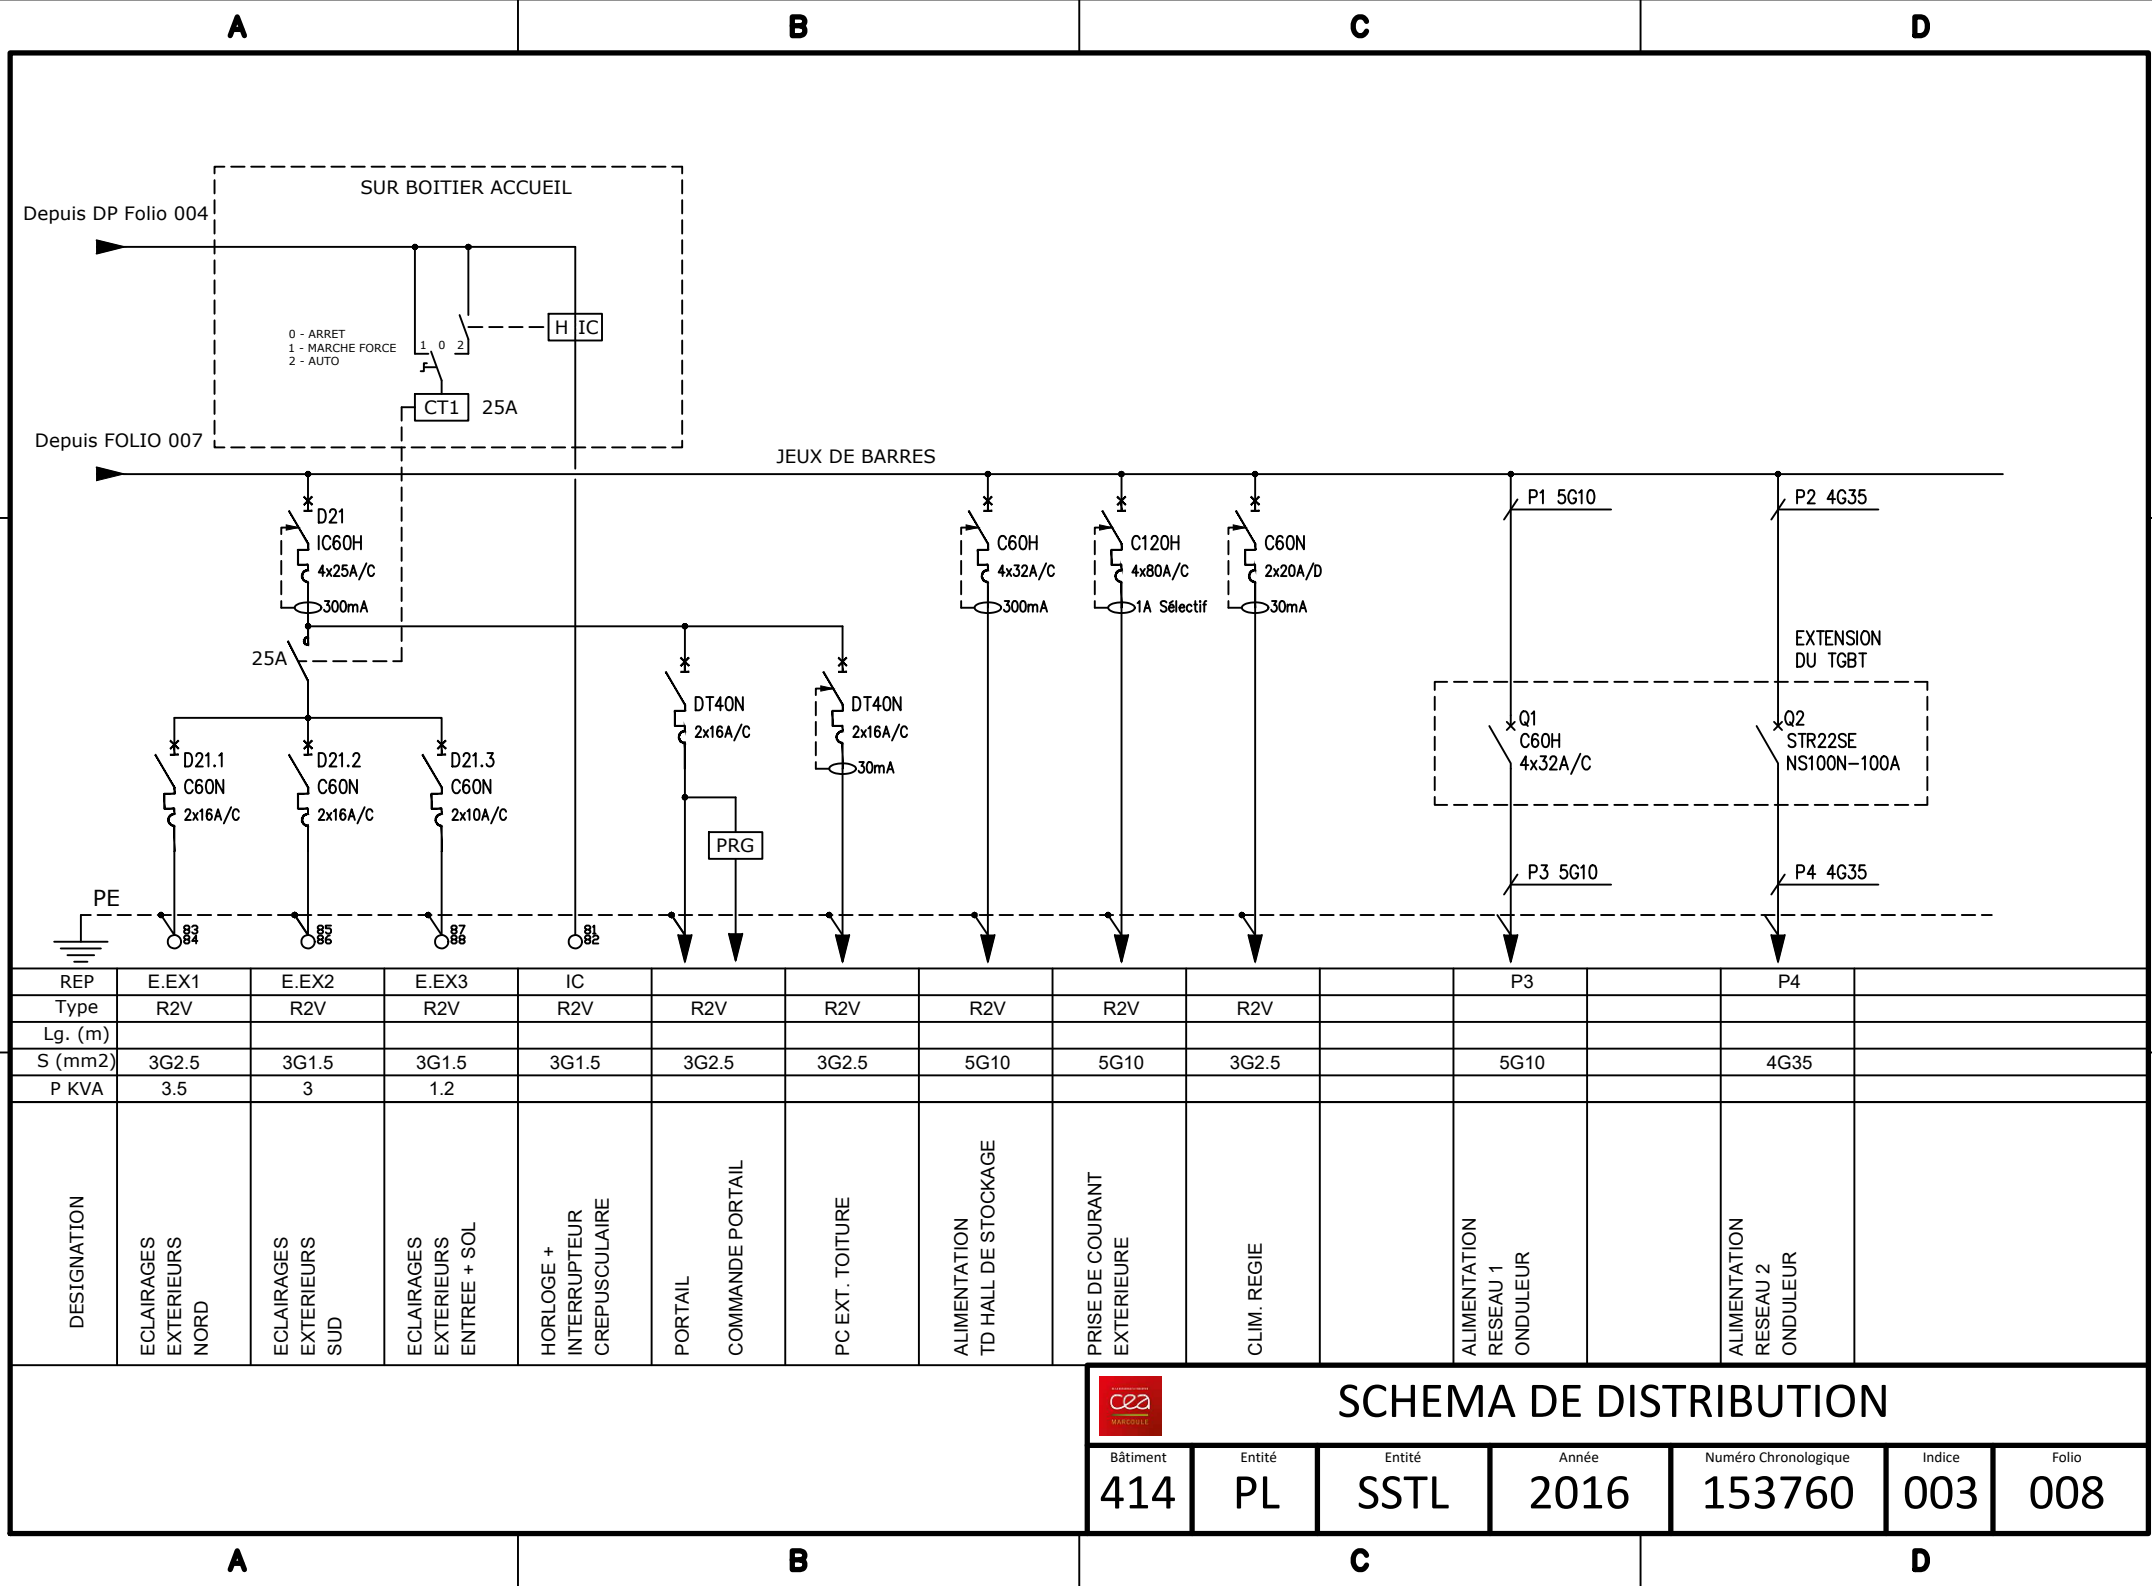 A B C D
SUR BOITIER ACCUEIL
Depuis DP Folio 004
0 - ARRET
1 - MARCHE FORCE
2 - AUTO
1 0 2
H IC
CT1 25A
Depuis FOLIO 007
JEUX DE BARRES
D21
IC60H
4x25A/C
300mA
C60H
4x32A/C
300mA
C120H
4x80A/C
1A Sélectif
C60N
2x20A/D
30mA
P1 5G10
P2 4G35
EXTENSION
DU TGBT
25A
DT40N
2x16A/C
DT40N
2x16A/C
30mA
Q1
C60H
4x32A/C
Q2
STR22SE
NS100N-100A
D21.1
C60N
2x16A/C
D21.2
C60N
2x16A/C
D21.3
C60N
2x10A/C
PRG
P3 5G10
P4 4G35
PE
83
84
85
86
87
88
81
82
REP E.EX1 E.EX2 E.EX3 IC P3 P4
Type R2V R2V R2V R2V R2V R2V R2V R2V R2V
Lg. (m)
S (mm2) 3G2.5 3G1.5 3G1.5 3G1.5 3G2.5 3G2.5 5G10 5G10 3G2.5 5G10 4G35
P KVA 3.5 3 1.2
DESIGNATION
ECLAIRAGES
EXTERIEURS
NORD
ECLAIRAGES
EXTERIEURS
SUD
ECLAIRAGES
EXTERIEURS
ENTREE + SOL
HORLOGE +
INTERRUPTEUR
CREPUSCULAIRE
PORTAIL
COMMANDE PORTAIL
PC EXT. TOITURE
ALIMENTATION
TD HALL DE STOCKAGE
PRISE DE COURANT
EXTERIEURE
CLIM. REGIE
ALIMENTATION
RESEAU 1
ONDULEUR
ALIMENTATION
RESEAU 2
ONDULEUR
cea
MARCOULE
SCHEMA DE DISTRIBUTION
Bâtiment Entité Entité Année Numéro Chronologique Indice Folio
414 PL SSTL 2016 153760 003 008
A B C D